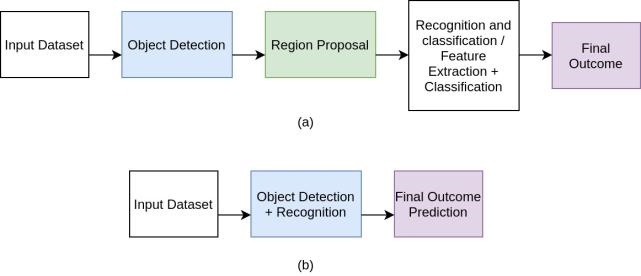 Input Dataset
Object Detection
Region Proposal
Recognition and
classification /
Feature
Extraction +
Classification
Final
Outcome
(a)
Input Dataset
Object Detection
+ Recognition
Final Outcome
Prediction
(b)